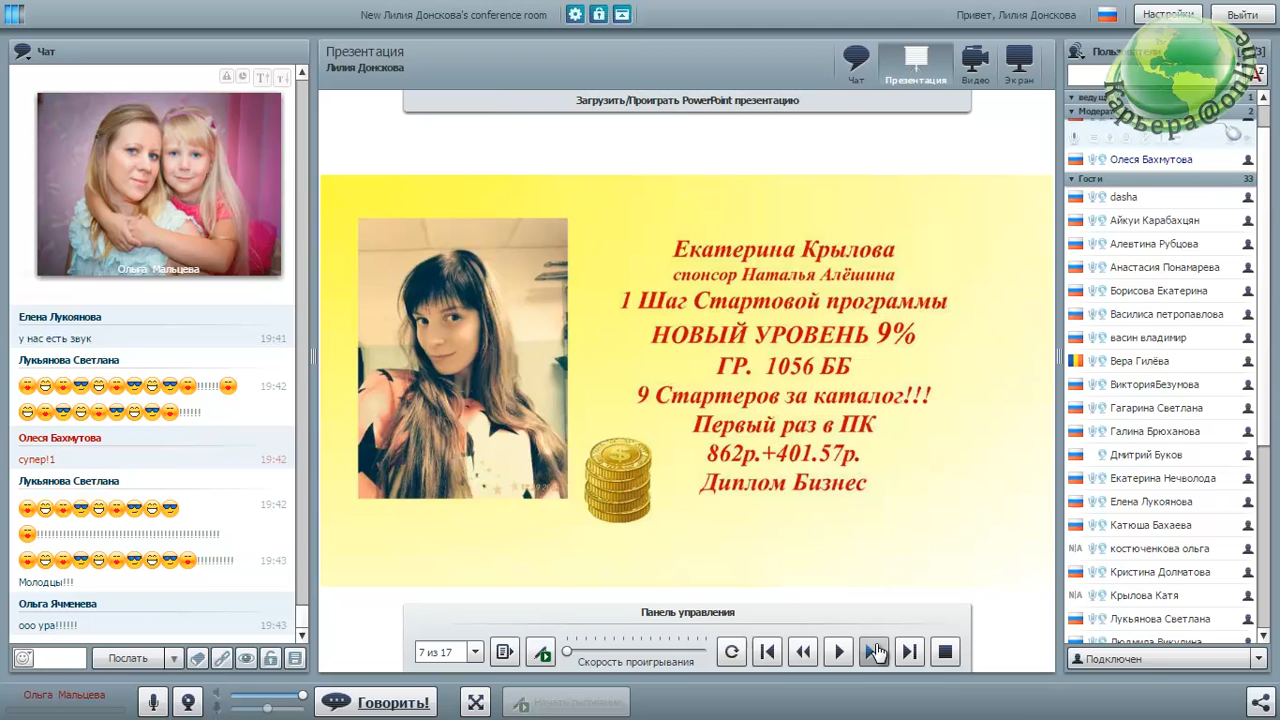 New Лилия Донскова's conference room
Привет, Лилия Донскова
Настройки
Выйти
Чат
Ольга Мальцева
Елена Лукоянова
у нас есть звук
19:41
Лукьянова Светлана
!!!!!!
19:42
!!!!!!
Олеся Бахмутова
супер!1
19:42
Лукьянова Светлана
19:42
!!!!!!!!!!!!!!!!!!!!!!!!!!!!!!!!!!!!!!!!!!!!!!!!!!!
!!!!!!!!!!
19:43
Молодцы!!!
Ольга Ячменева
ооо ура!!!!!!
19:43
Послать
Презентация
Лилия Донскова
Чат
Презентация
Видео
Экран
Загрузить/Проиграть PowerPoint презентацию
Екатерина Крылова
спонсор Наталья Алёшина
1 Шаг Стартовой программы
НОВЫЙ УРОВЕНЬ 9%
ГР. 1056 ББ
9 Стартеров за каталог!!!
Первый раз в ПК
862р.+401.57р.
Диплом Бизнес
Панель управления
7 из 17
Скорость проигрывания
Карьера@online
1
2
Олеся Бахмутова
Гости
33
dasha
Айкуи Карабахцян
Алевтина Рубцова
Анастасия Понамарева
Борисова Екатерина
Василиса петропавлова
васин владимир
Вера Гилёва
ВикторияБезумова
Гагарина Светлана
Галина Брюханова
Дмитрий Буков
Екатерина Нечволода
Елена Лукоянова
Катюша Бахаева
N|A костюченкова ольга
Кристина Долматова
N|A Крылова Катя
Лукьянова Светлана
Людмила Викулина
Подключен
Ольга Мальцева
Говорить!